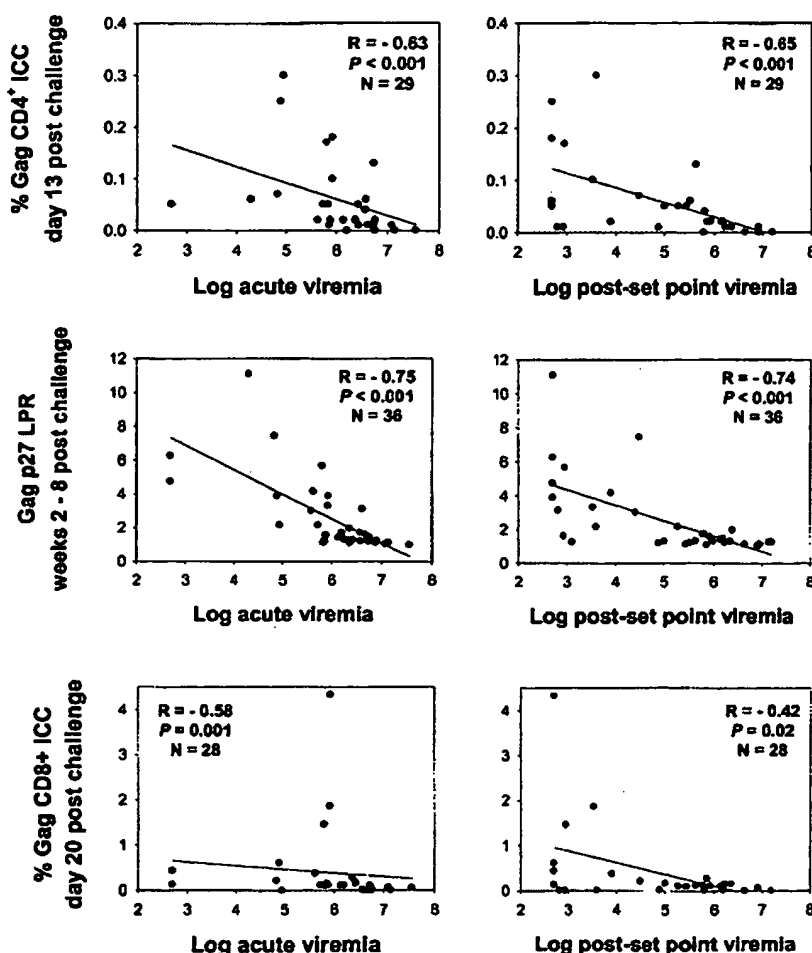 % Gag CD4⁺ ICC
day 13 post challenge
0.4
0.3
0.2
0.1
0.0
R = - 0.63
P < 0.001
N = 29
2 3 4 5 6 7 8
Log acute viremia
0.4
0.3
0.2
0.1
0.0
R = - 0.65
P < 0.001
N = 29
2 3 4 5 6 7 8
Log post-set point viremia
Gag p27 LPR
weeks 2 - 8 post challenge
12
10
8
6
4
2
0
R = - 0.75
P < 0.001
N = 36
2 3 4 5 6 7 8
Log acute viremia
12
10
8
6
4
2
0
R = - 0.74
P < 0.001
N = 36
2 3 4 5 6 7 8
Log post-set point viremia
% Gag CD8+ ICC
day 20 post challenge
4
3
2
1
0
R = - 0.58
P = 0.001
N = 28
2 3 4 5 6 7 8
Log acute viremia
4
3
2
1
0
R = - 0.42
P = 0.02
N = 28
2 3 4 5 6 7 8
Log post-set point viremia